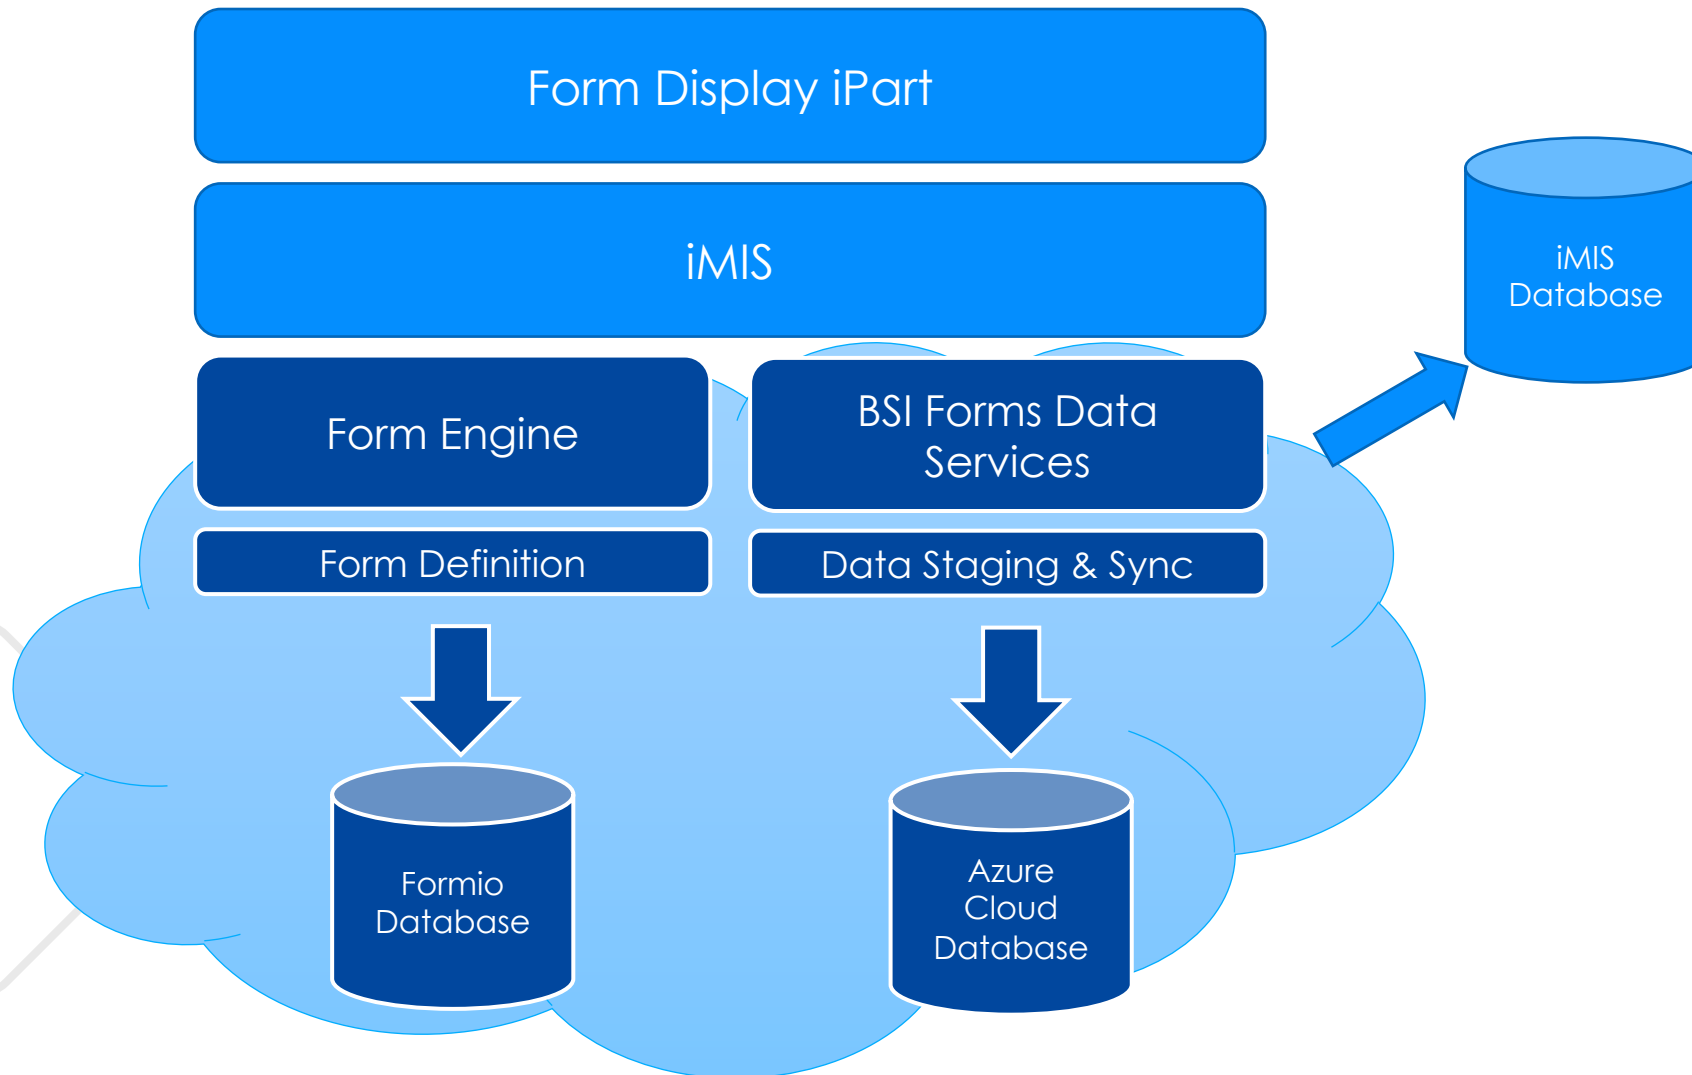 Form Display iPart
iMIS
iMIS
Database
Form Engine
BSI Forms Data
Services
Form Definition
Data Staging & Sync
Formio
Database
Azure
Cloud
Database